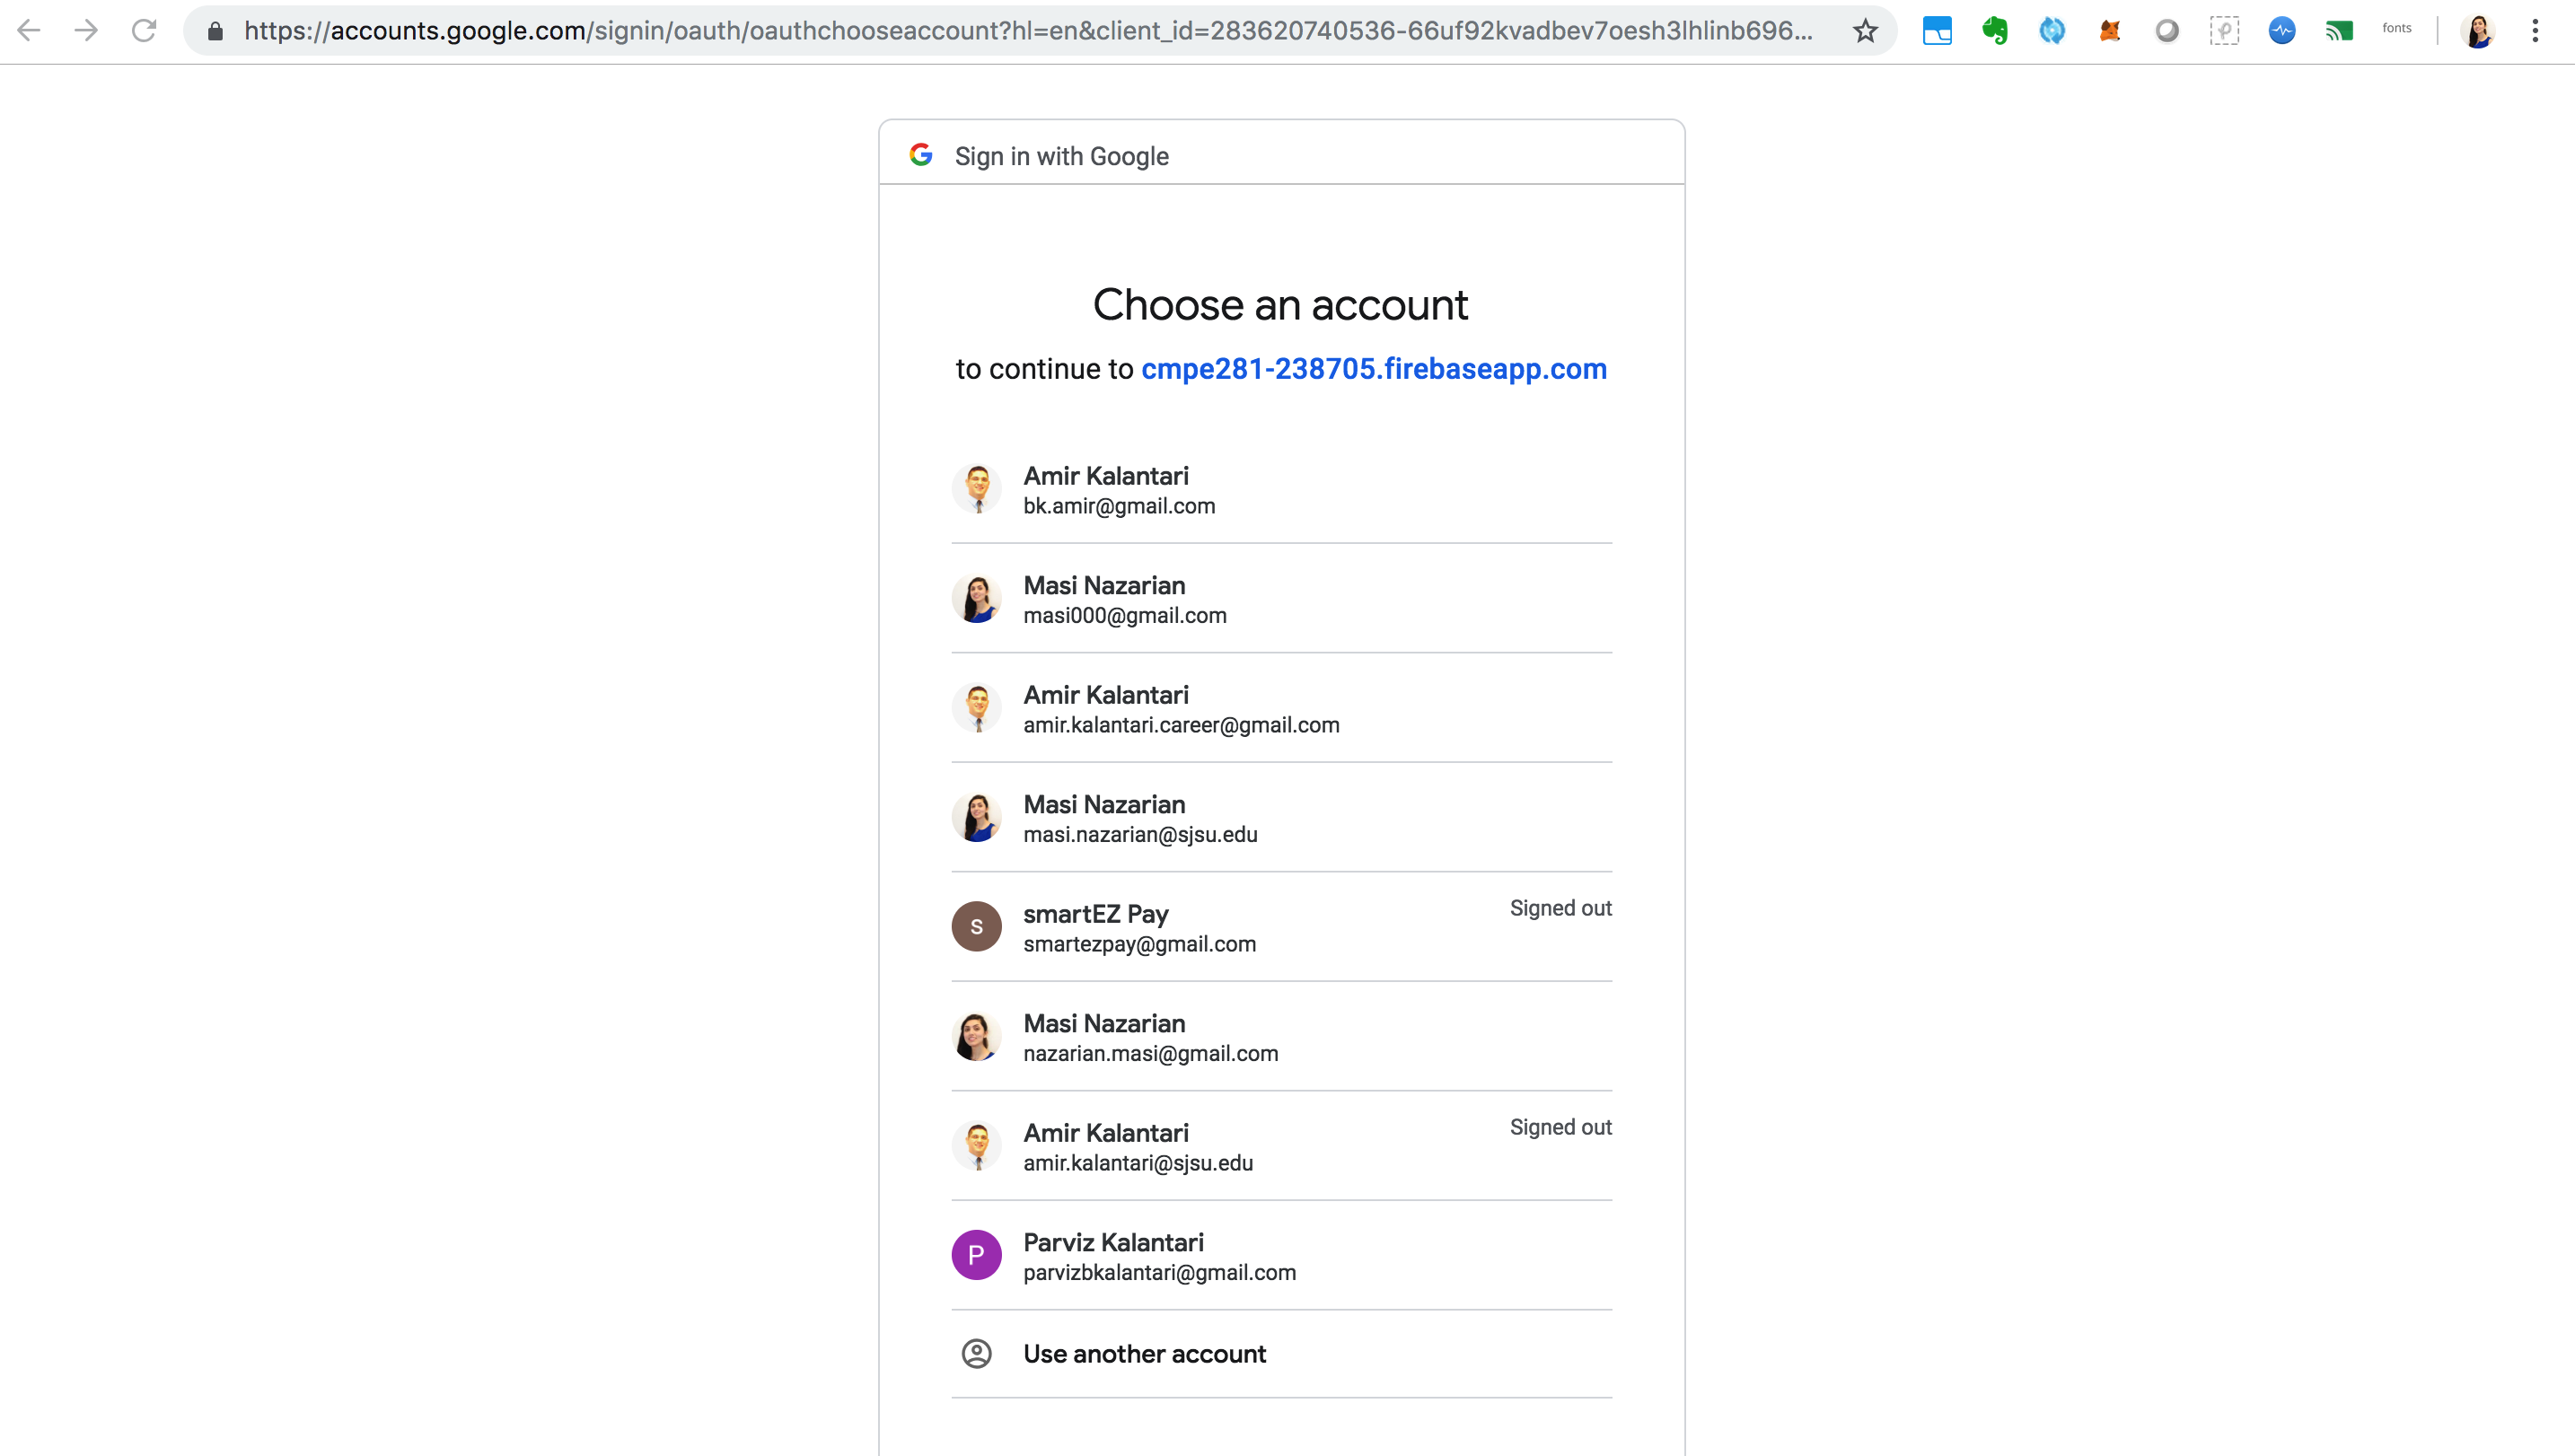 https://accounts.google.com/signin/oauth/oauthchooseaccount?hl=en&client_id=283620740536-66uf92kvadbev7oesh3lhlinb696...
fonts
Sign in with Google
Choose an account
to continue to cmpe281-238705.firebaseapp.com
Amir Kalantari
bk.amir@gmail.com
Masi Nazarian
masi000@gmail.com
Amir Kalantari
amir.kalantari.career@gmail.com
Masi Nazarian
masi.nazarian@sjsu.edu
smartEZ Pay
Signed out
S
smartezpay@gmail.com
Masi Nazarian
nazarian.masi@gmail.com
Amir Kalantari
Signed out
amir.kalantari@sjsu.edu
Parviz Kalantari
P
parvizbkalantari@gmail.com
Use another account